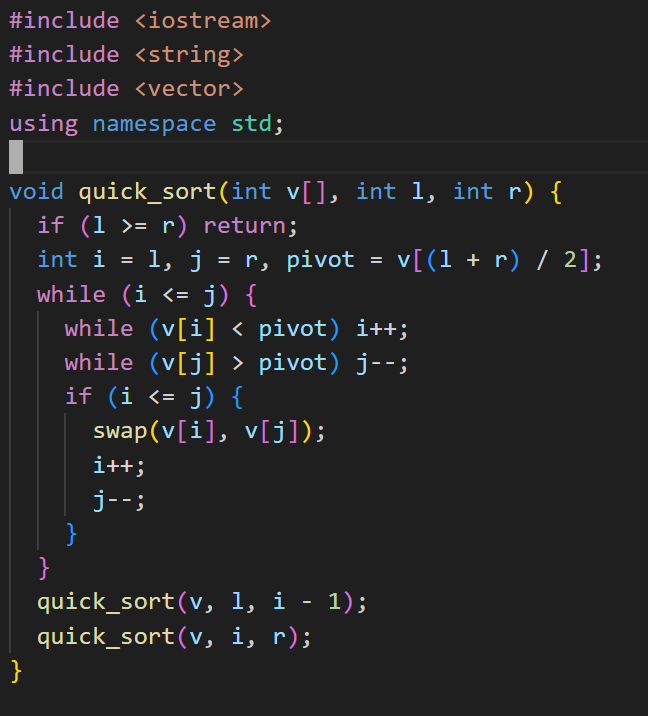 #include <iostream>
#include <string>
#include <vector>
using namespace std;

void quick_sort(int v[], int l, int r) {
  if (l >= r) return;
  int i = l, j = r, pivot = v[(l + r) / 2];
  while (i <= j) {
    while (v[i] < pivot) i++;
    while (v[j] > pivot) j--;
    if (i <= j) {
      swap(v[i], v[j]);
      i++;
      j--;
    }
  }
  quick_sort(v, l, i - 1);
  quick_sort(v, i, r);
}